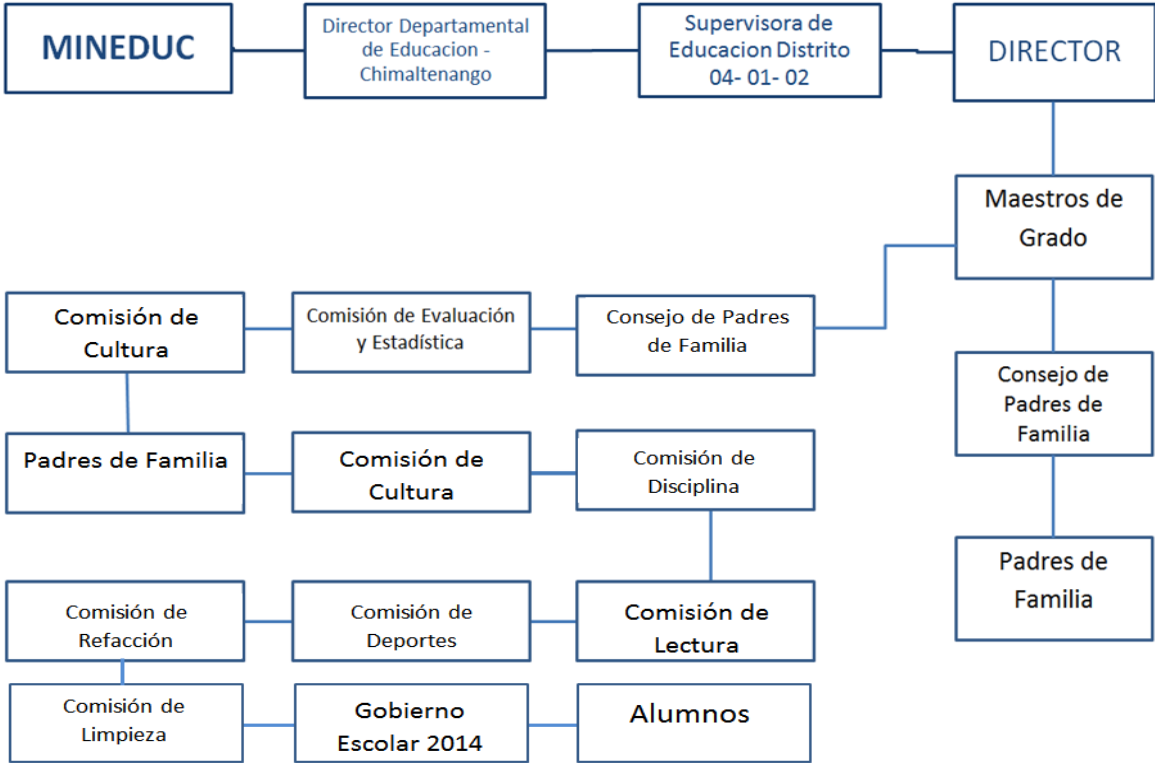 MINEDUC
Director Departamental
de Educacion -
Chimaltenango
Supervisora de
Educacion Distrito
04- 01- 02
DIRECTOR
Maestros de
Grado
Comisión de
Cultura
Comisión de Evaluación
y Estadística
Consejo de Padres
de Familia
Consejo de
Padres de
Familia
Padres de Familia
Comisión de
Cultura
Comisión de
Disciplina
Padres de
Familia
Comisión de
Refacción
Comisión de
Deportes
Comisión de
Lectura
Comisión de
Limpieza
Gobierno
Escolar 2014
Alumnos